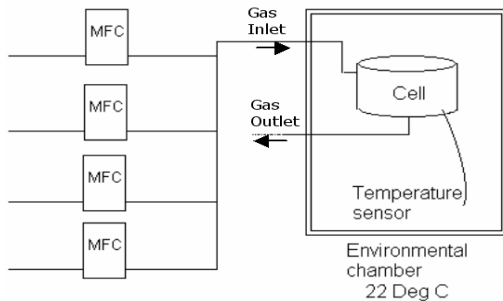 MFC
MFC
MFC
MFC
Gas
Inlet
Gas
Outlet
Cell
Temperature
sensor
Environmental
chamber
22 Deg C